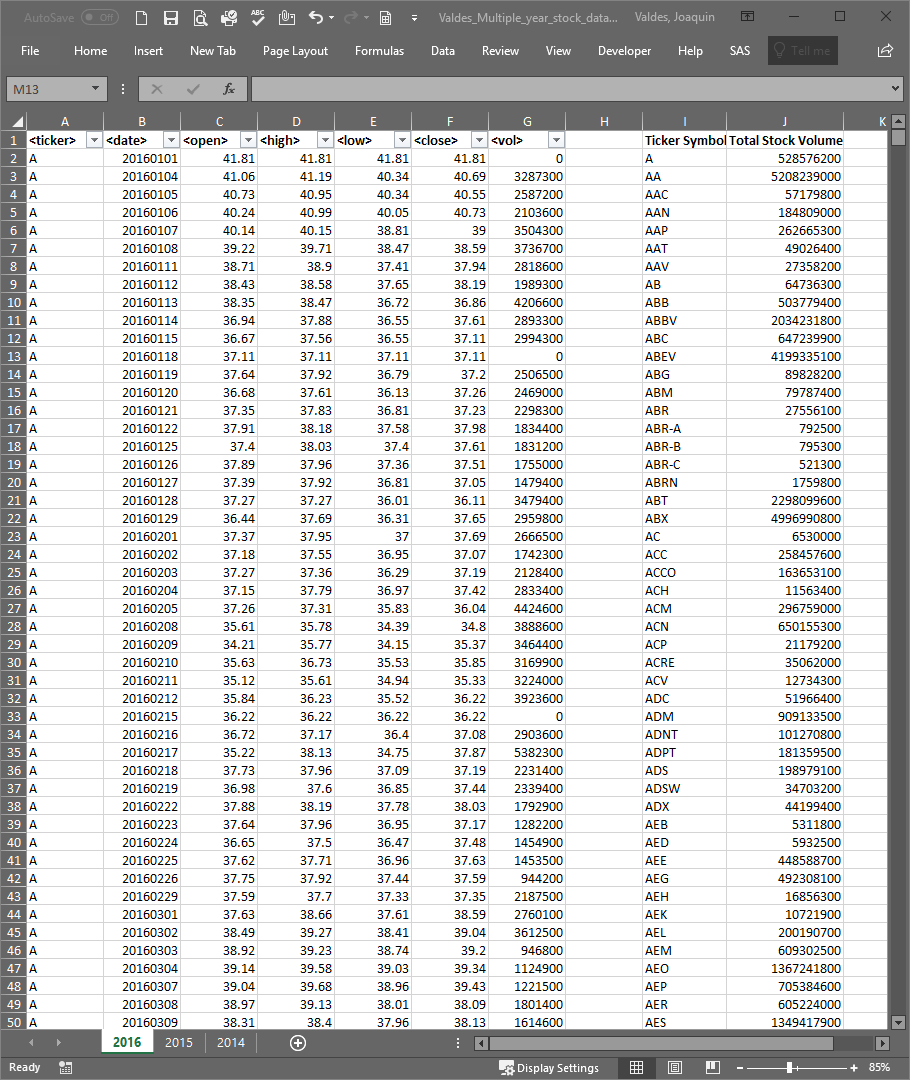 AutoSave Off Valdes_Multiple_year_stock_data... Valdes, Joaquin
File Home Insert New Tab Page Layout Formulas Data Review View Developer Help SAS Tell me
M13 fx
A B C D E F G H I J K
1 <ticker> <date> <open> <high> <low> <close> <vol> Ticker Symbol Total Stock Volume
2 A 20160101 41.81 41.81 41.81 41.81 0 A 528576200
3 A 20160104 41.06 41.19 40.34 40.69 3287300 AA 5208239000
4 A 20160105 40.73 40.95 40.34 40.55 2587200 AAC 57179800
5 A 20160106 40.24 40.99 40.05 40.73 2103600 AAN 184809000
6 A 20160107 40.14 40.15 38.81 39 3504300 AAP 262665300
7 A 20160108 39.22 39.71 38.47 38.59 3736700 AAT 49026400
8 A 20160111 38.71 38.9 37.41 37.94 2818600 AAV 27358200
9 A 20160112 38.43 38.58 37.65 38.19 1989300 AB 64736300
10 A 20160113 38.35 38.47 36.72 36.86 4206600 ABB 503779400
11 A 20160114 36.94 37.88 36.55 37.61 2893300 ABBV 2034231800
12 A 20160115 36.67 37.56 36.55 37.11 2994300 ABC 647239900
13 A 20160118 37.11 37.11 37.11 37.11 0 ABEV 4199335100
14 A 20160119 37.64 37.92 36.79 37.2 2506500 ABG 89828200
15 A 20160120 36.68 37.61 36.13 37.26 2469000 ABM 79787400
16 A 20160121 37.35 37.83 36.81 37.23 2298300 ABR 27556100
17 A 20160122 37.91 38.18 37.58 37.98 1834400 ABR-A 792500
18 A 20160125 37.4 38.03 37.4 37.61 1831200 ABR-B 795300
19 A 20160126 37.89 37.96 37.36 37.51 1755000 ABR-C 521300
20 A 20160127 37.39 37.92 36.81 37.05 1479400 ABRN 1759800
21 A 20160128 37.27 37.27 36.01 36.11 3479400 ABT 2298099600
22 A 20160129 36.44 37.69 36.31 37.65 2959800 ABX 4996990800
23 A 20160201 37.37 37.95 37 37.69 2666500 AC 6530000
24 A 20160202 37.18 37.55 36.95 37.07 1742300 ACC 258457600
25 A 20160203 37.27 37.36 36.29 37.19 2128400 ACCO 163653100
26 A 20160204 37.15 37.79 36.97 37.42 2833400 ACH 11563400
27 A 20160205 37.26 37.31 35.83 36.04 4424600 ACM 296759000
28 A 20160208 35.61 35.78 34.39 34.8 3888600 ACN 650155300
29 A 20160209 34.21 35.77 34.15 35.37 3464400 ACP 21179200
30 A 20160210 35.63 36.73 35.53 35.85 3169900 ACRE 35062000
31 A 20160211 35.12 35.61 34.94 35.33 3224000 ACV 12734300
32 A 20160212 35.84 36.23 35.52 36.22 3923600 ADC 51966400
33 A 20160215 36.22 36.22 36.22 36.22 0 ADM 909133500
34 A 20160216 36.72 37.17 36.4 37.08 2903600 ADNT 101270800
35 A 20160217 35.22 38.13 34.75 37.87 5382300 ADPT 181359500
36 A 20160218 37.73 37.96 37.09 37.19 2231400 ADS 198979100
37 A 20160219 36.98 37.6 36.85 37.44 2339400 ADSW 34703200
38 A 20160222 37.88 38.19 37.78 38.03 1792900 ADX 44199400
39 A 20160223 37.64 37.96 36.95 37.17 1282200 AEB 5311800
40 A 20160224 36.65 37.5 36.47 37.48 1454900 AED 5932500
41 A 20160225 37.62 37.71 36.96 37.63 1453500 AEE 448588700
42 A 20160226 37.75 37.92 37.44 37.59 944200 AEG 492308100
43 A 20160229 37.59 37.7 37.33 37.35 2187500 AEH 16856300
44 A 20160301 37.63 38.66 37.61 38.59 2760100 AEK 10721900
45 A 20160302 38.49 39.27 38.41 39.04 3612500 AEL 200190700
46 A 20160303 38.92 39.23 38.74 39.2 946800 AEM 609302500
47 A 20160304 39.14 39.58 39.03 39.34 1124900 AEO 1367241800
48 A 20160307 39.04 39.68 38.96 39.43 1221500 AEP 705384600
49 A 20160308 38.97 39.13 38.01 38.09 1801400 AER 605224000
50 A 20160309 38.31 38.4 37.96 38.13 1614600 AES 1349417900
2016 2015 2014
Ready Display Settings 85%